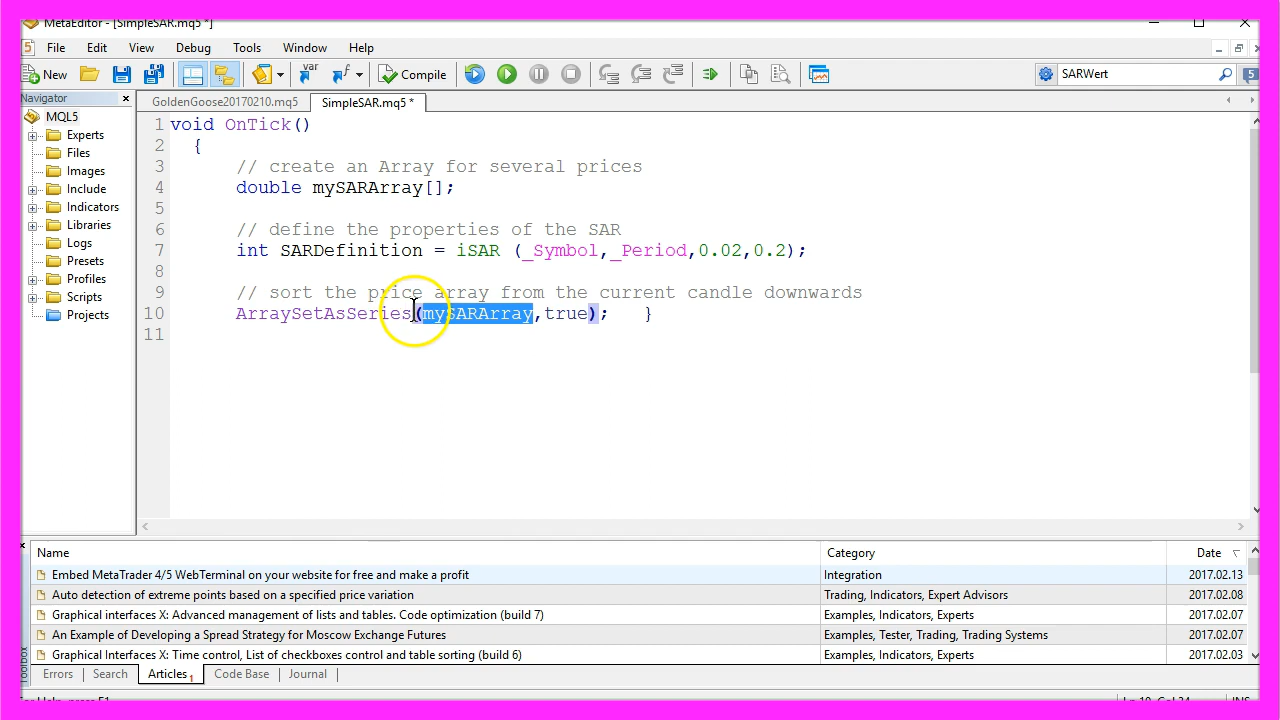 MetaEditor - [SimpleSAR.mq5 *]
File Edit View Debug Tools Window Help
New Compile SARWert 5
Navigator
GoldenGoose20170210.mq5 SimpleSAR.mq5 *
MQL5
Experts
Files
Images
Include
Indicators
Libraries
Logs
Presets
Profiles
Scripts
Projects
1 void OnTick()
2 {
3 // create an Array for several prices
4 double mySARArray[];
5
6 // define the properties of the SAR
7 int SARDefinition = iSAR (_Symbol,_Period,0.02,0.2);
8
9 // sort the price array from the current candle downwards
10 ArraySetAsSeries(mySARArray,true); }
11
Name Category Date
Embed MetaTrader 4/5 WebTerminal on your website for free and make a profit Integration 2017.02.13
Auto detection of extreme points based on a specified price variation Trading, Indicators, Expert Advisors 2017.02.08
Graphical interfaces X: Advanced management of lists and tables. Code optimization (build 7) Examples, Indicators, Experts 2017.02.07
An Example of Developing a Spread Strategy for Moscow Exchange Futures Examples, Tester, Trading, Trading Systems 2017.02.07
Graphical Interfaces X: Time control, List of checkboxes control and table sorting (build 6) Examples, Indicators, Experts 2017.02.03
Toolbox
Errors Search Articles 1 Code Base Journal